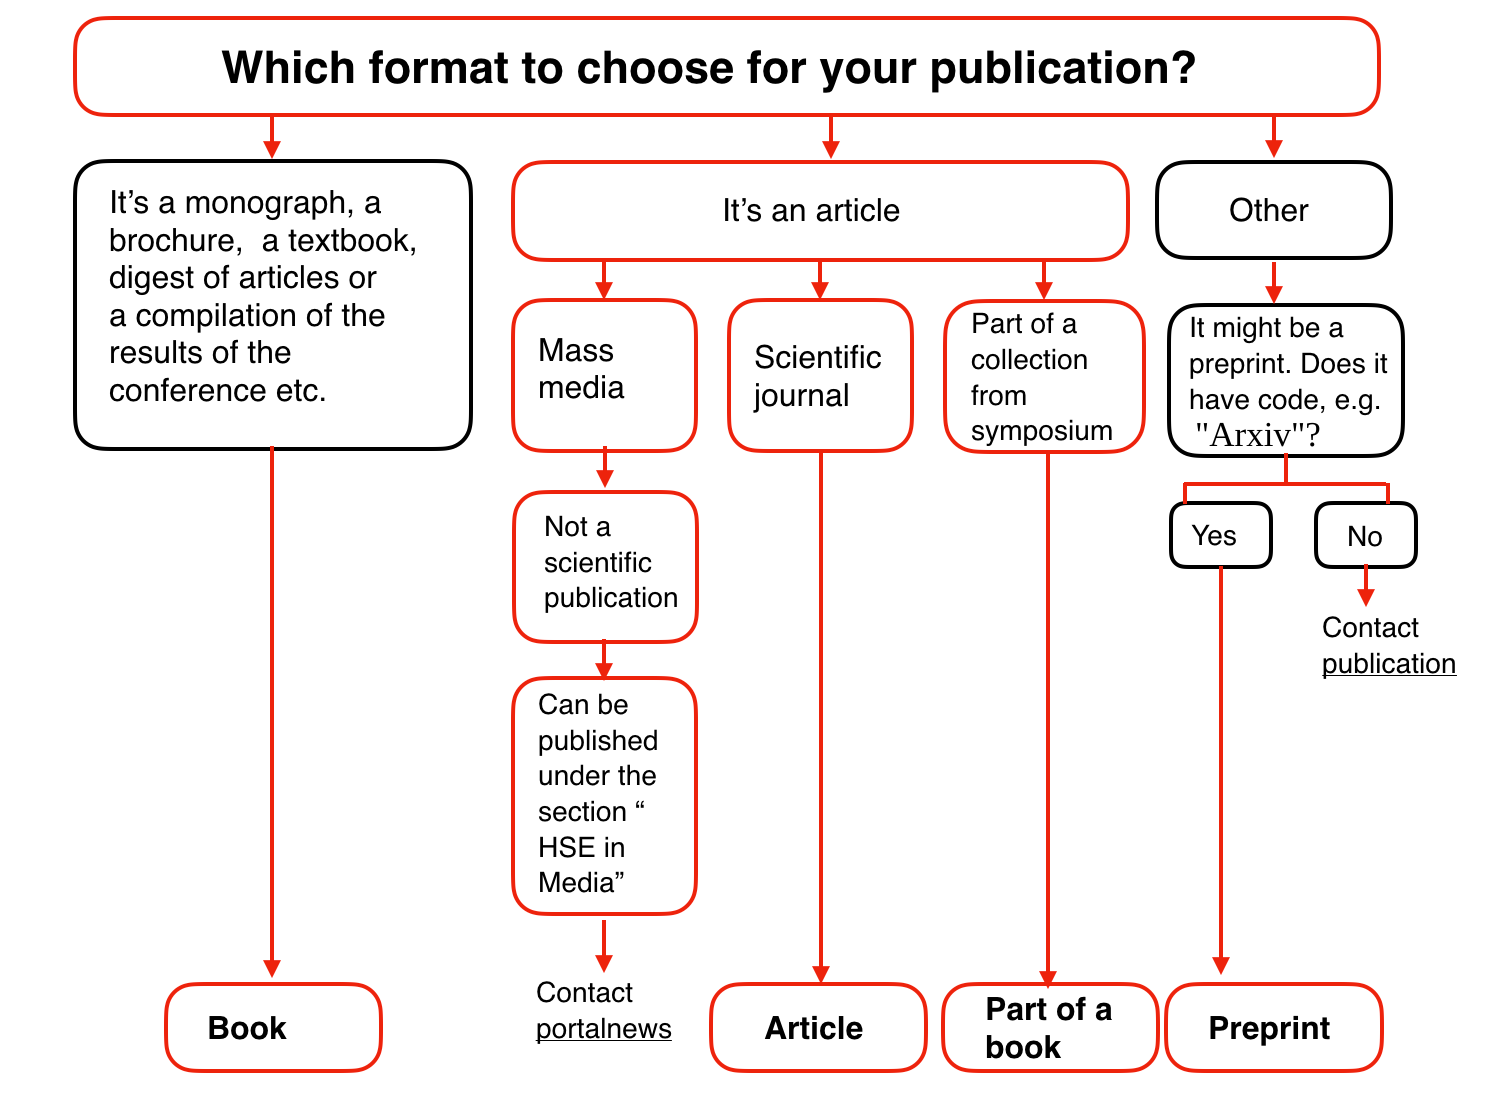 Which format to choose for your publication?
It’s a monograph, a
brochure,  a textbook,
digest of articles or
a compilation of the
results of the
conference etc.
It’s an article
Other
Mass
media
Scientific
journal
Part of a
collection
from
symposium
It might be a
preprint. Does it
have code, e.g.
"Arxiv"?
Not a
scientific
publication
Yes
No
Contact
publication
Can be
published
under the
section “
HSE in
Media”
Contact
portalnews
Book
Article
Part of a
book
Preprint